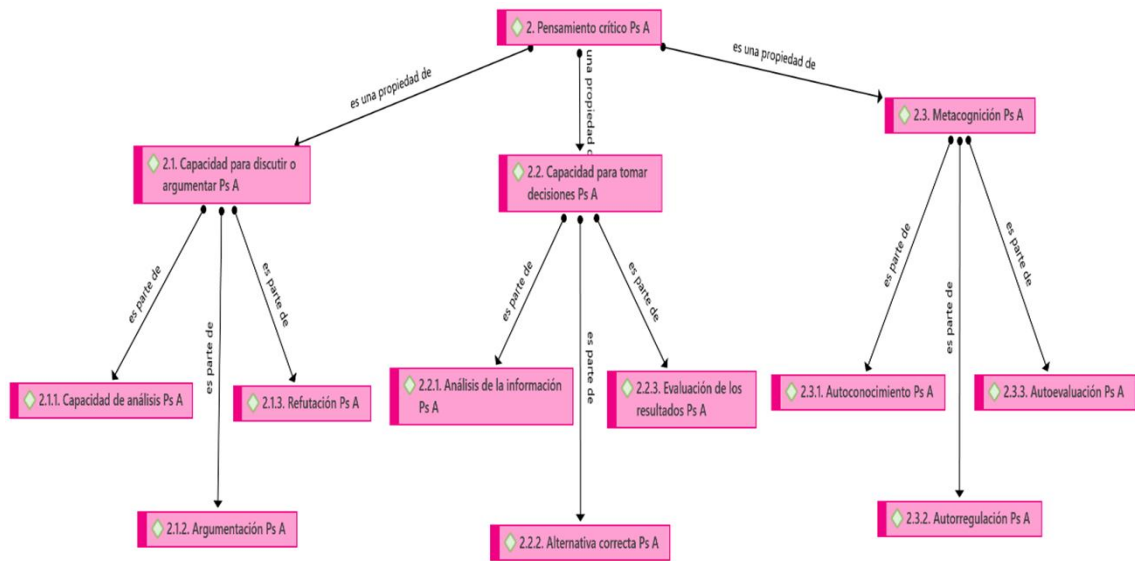 2. Pensamiento crítico Ps A
es una propiedad de
una propiedad d
es una propiedad de
2.3. Metacognición Ps A
2.1. Capacidad para discutir o
argumentar Ps A
2.2. Capacidad para tomar
decisiones Ps A
es parte de
es parte de
es parte de
es parte de
es parte de
es parte de
es parte de
es parte de
es parte de
2.1.1. Capacidad de análisis Ps A
2.1.3. Refutación Ps A
2.2.1. Análisis de la información
Ps A
2.2.3. Evaluación de los
resultados Ps A
2.3.1. Autoconocimiento Ps A
2.3.3. Autoevaluación Ps A
2.1.2. Argumentación Ps A
2.2.2. Alternativa correcta Ps A
2.3.2. Autorregulación Ps A